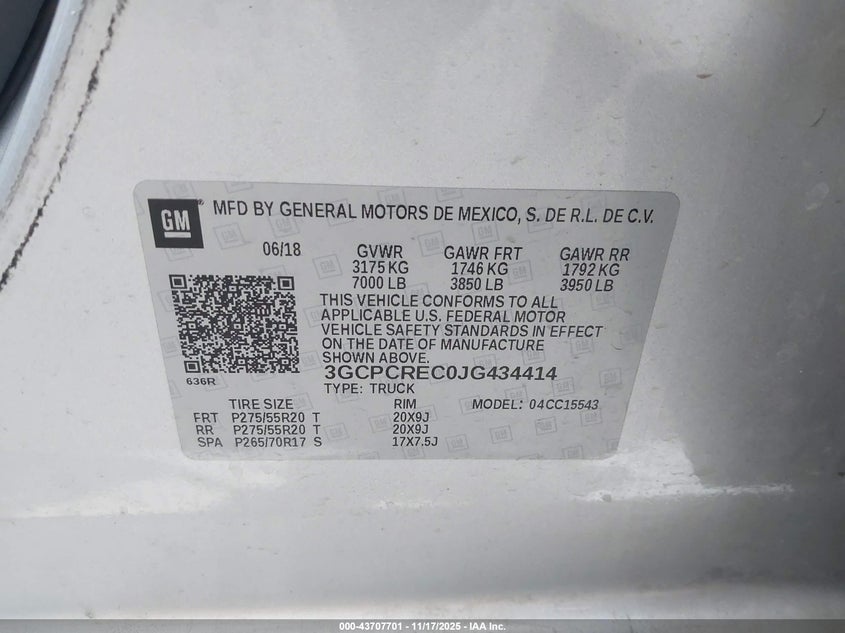 GM
MFD BY GENERAL MOTORS DE MEXICO, S. DE R.L. DE C.V.
06/18 GVWR GAWR FRT GAWR RR
3175 KG 1746 KG 1792 KG
7000 LB 3850 LB 3950 LB
THIS VEHICLE CONFORMS TO ALL
APPLICABLE U.S. FEDERAL MOTOR
VEHICLE SAFETY STANDARDS IN EFFECT
ON THE DATE OF MANUFACTURE
SHOWN ABOVE.
636R
3GCPCREC0JG434414
TYPE: TRUCK
TIRE SIZE RIM MODEL: 04CC15543
FRT P275/55R20 T 20X9J
RR P275/55R20 T 20X9J
SPA P265/70R17 S 17X7.5J
000-43707701 — 11/17/2025 — IAA Inc.